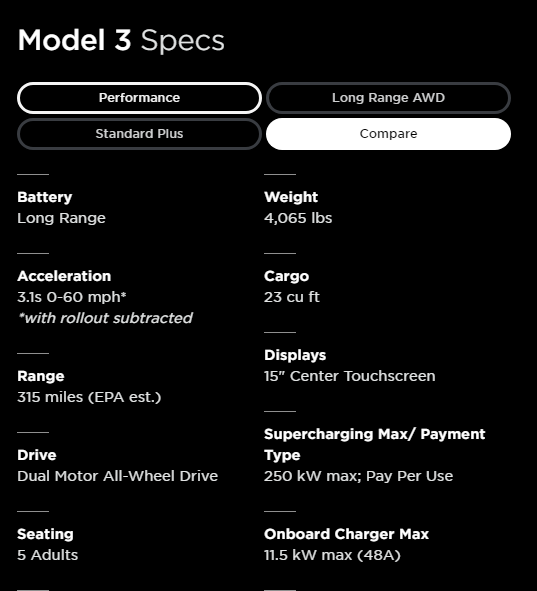 Model 3 Specs
Performance
Long Range AWD
Standard Plus
Compare
Battery
Long Range
Acceleration
3.1s 0-60 mph*
*with rollout subtracted
Range
315 miles (EPA est.)
Drive
Dual Motor All-Wheel Drive
Seating
5 Adults
Weight
4,065 lbs
Cargo
23 cu ft
Displays
15" Center Touchscreen
Supercharging Max/ Payment
Type
250 kW max; Pay Per Use
Onboard Charger Max
11.5 kW max (48A)